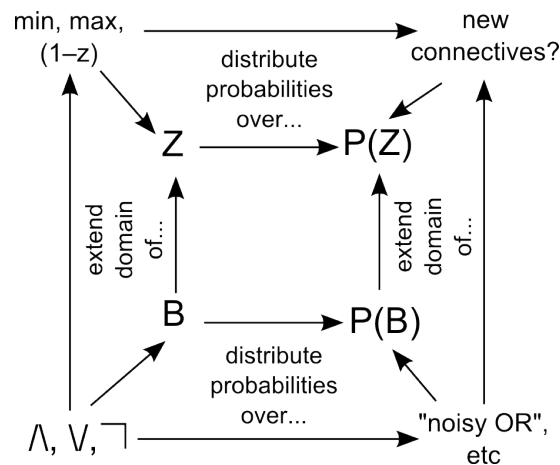 min, max,
(1–z)
new
connectives?
distribute
probabilities
over...
Z
P(Z)
extend
domain
of...
extend
domain
of...
B
P(B)
distribute
probabilities
over...
/\, \/, ¬
"noisy OR",
etc